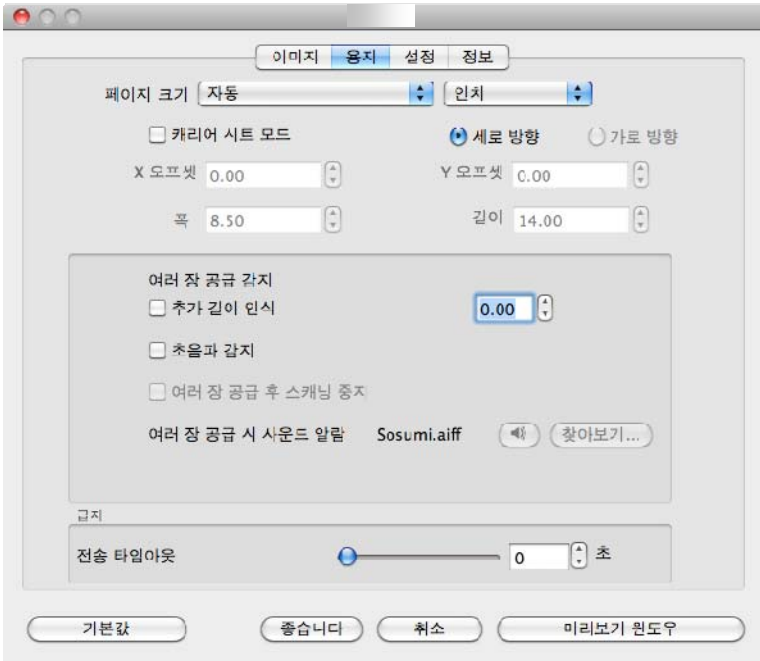 이미지 용지 설정 정보
페이지 크기 자동 인치
캐리어 시트 모드 세로 방향 가로 방향
X 오프셋 0.00 Y 오프셋 0.00
폭 8.50 길이 14.00
여러 장 공급 감지
추가 길이 인식 0.00
초음파 감지
여러 장 공급 후 스캐닝 중지
여러 장 공급 시 사운드 알람 Sosumi.aiff 찾아보기...
급지
전송 타임아웃 0 초
기본값 좋습니다 취소 미리보기 윈도우